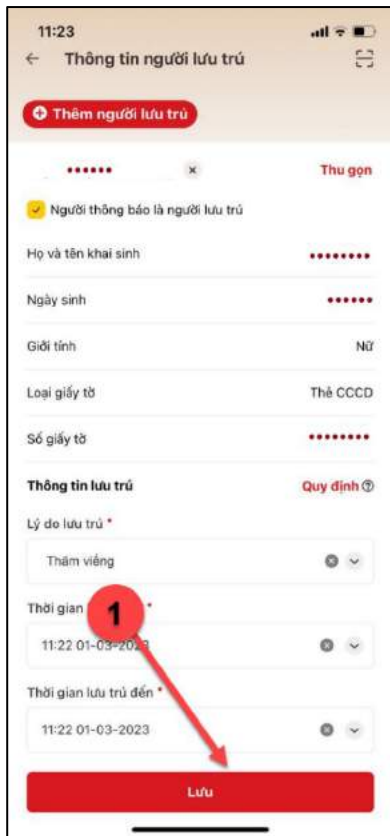 11:23
Thông tin người lưu trú
Thêm người lưu trú
•••••• × Thu gọn
Người thông báo là người lưu trú
Họ và tên khai sinh ••••••••
Ngày sinh ••••••
Giới tính Nữ
Loại giấy tờ Thẻ CCCD
Số giấy tờ ••••••••
Thông tin lưu trú Quy định
Lý do lưu trú *
Thăm viếng
Thời gian *
1
11:22 01-03-2023
Thời gian lưu trú đến *
11:22 01-03-2023
Lưu